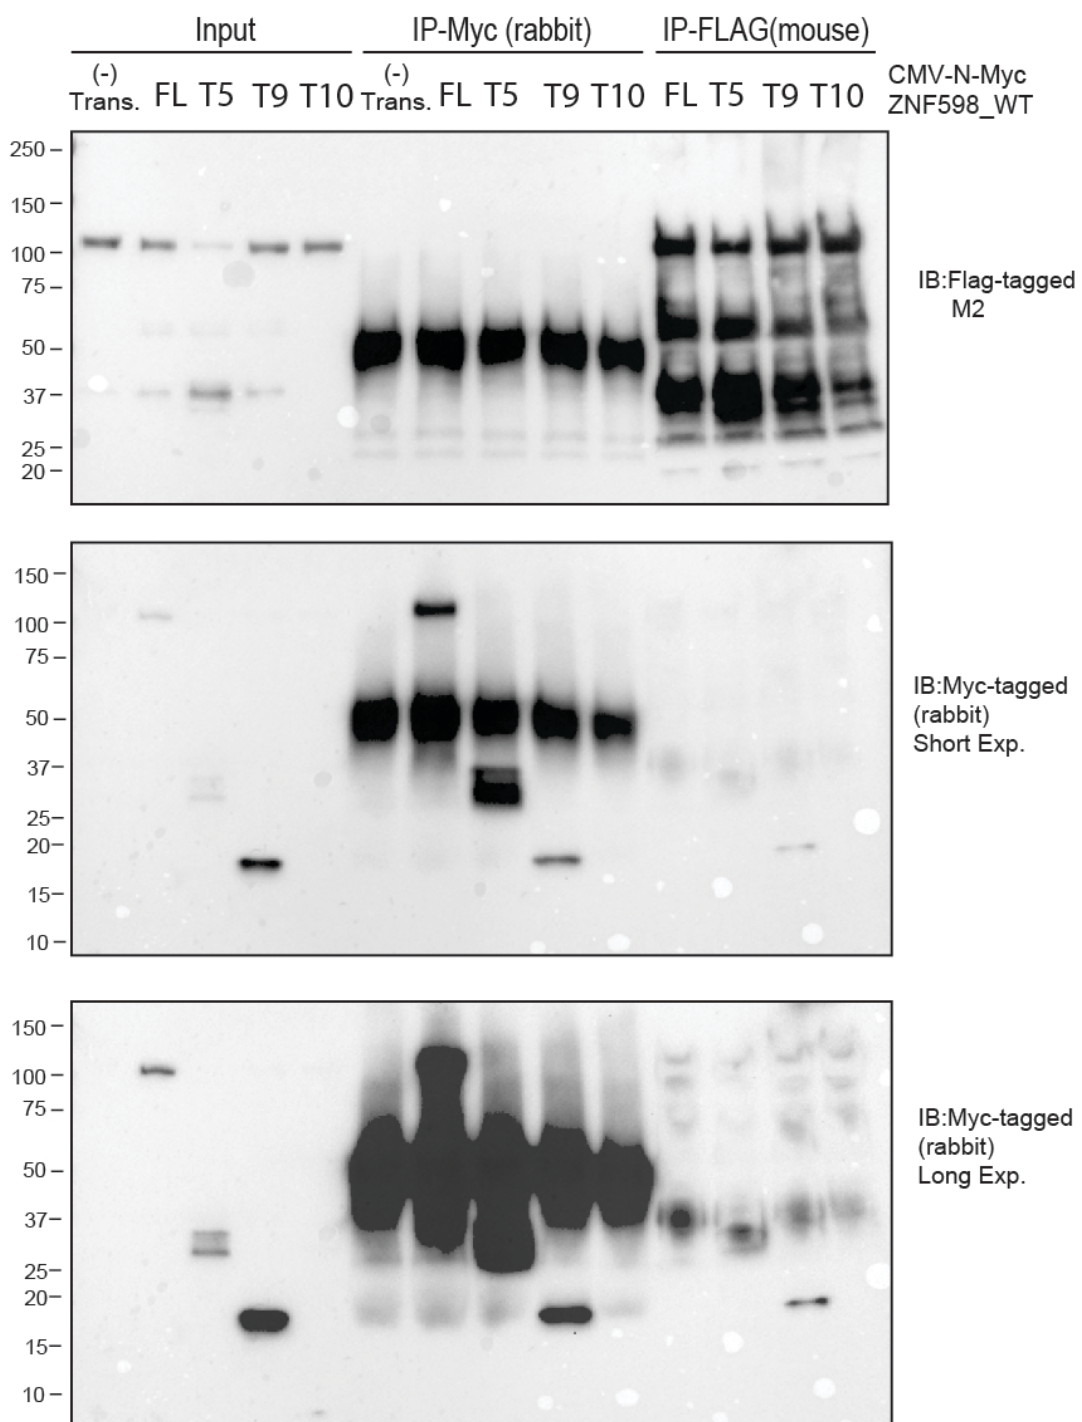 Input IP-Myc (rabbit) IP-FLAG(mouse)
(-) (-)
Trans. FL T5 T9 T10 Trans. FL T5 T9 T10 FL T5 T9 T10 CMV-N-Myc
ZNF598_WT
250
150
100
75
50
37
25
20
IB:Flag-tagged
M2
150
100
75
50
37
25
20
15
10
IB:Myc-tagged
(rabbit)
Short Exp.
150
100
75
50
37
25
20
15
10
IB:Myc-tagged
(rabbit)
Long Exp.